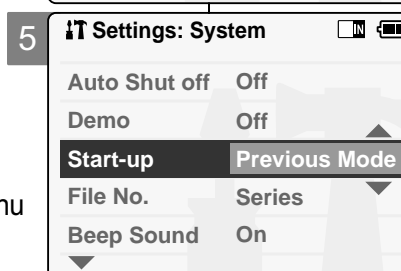 5
Settings: System
IN
Auto Shut off Off
Demo Off
Start-up Previous Mode
File No. Series
Beep Sound On